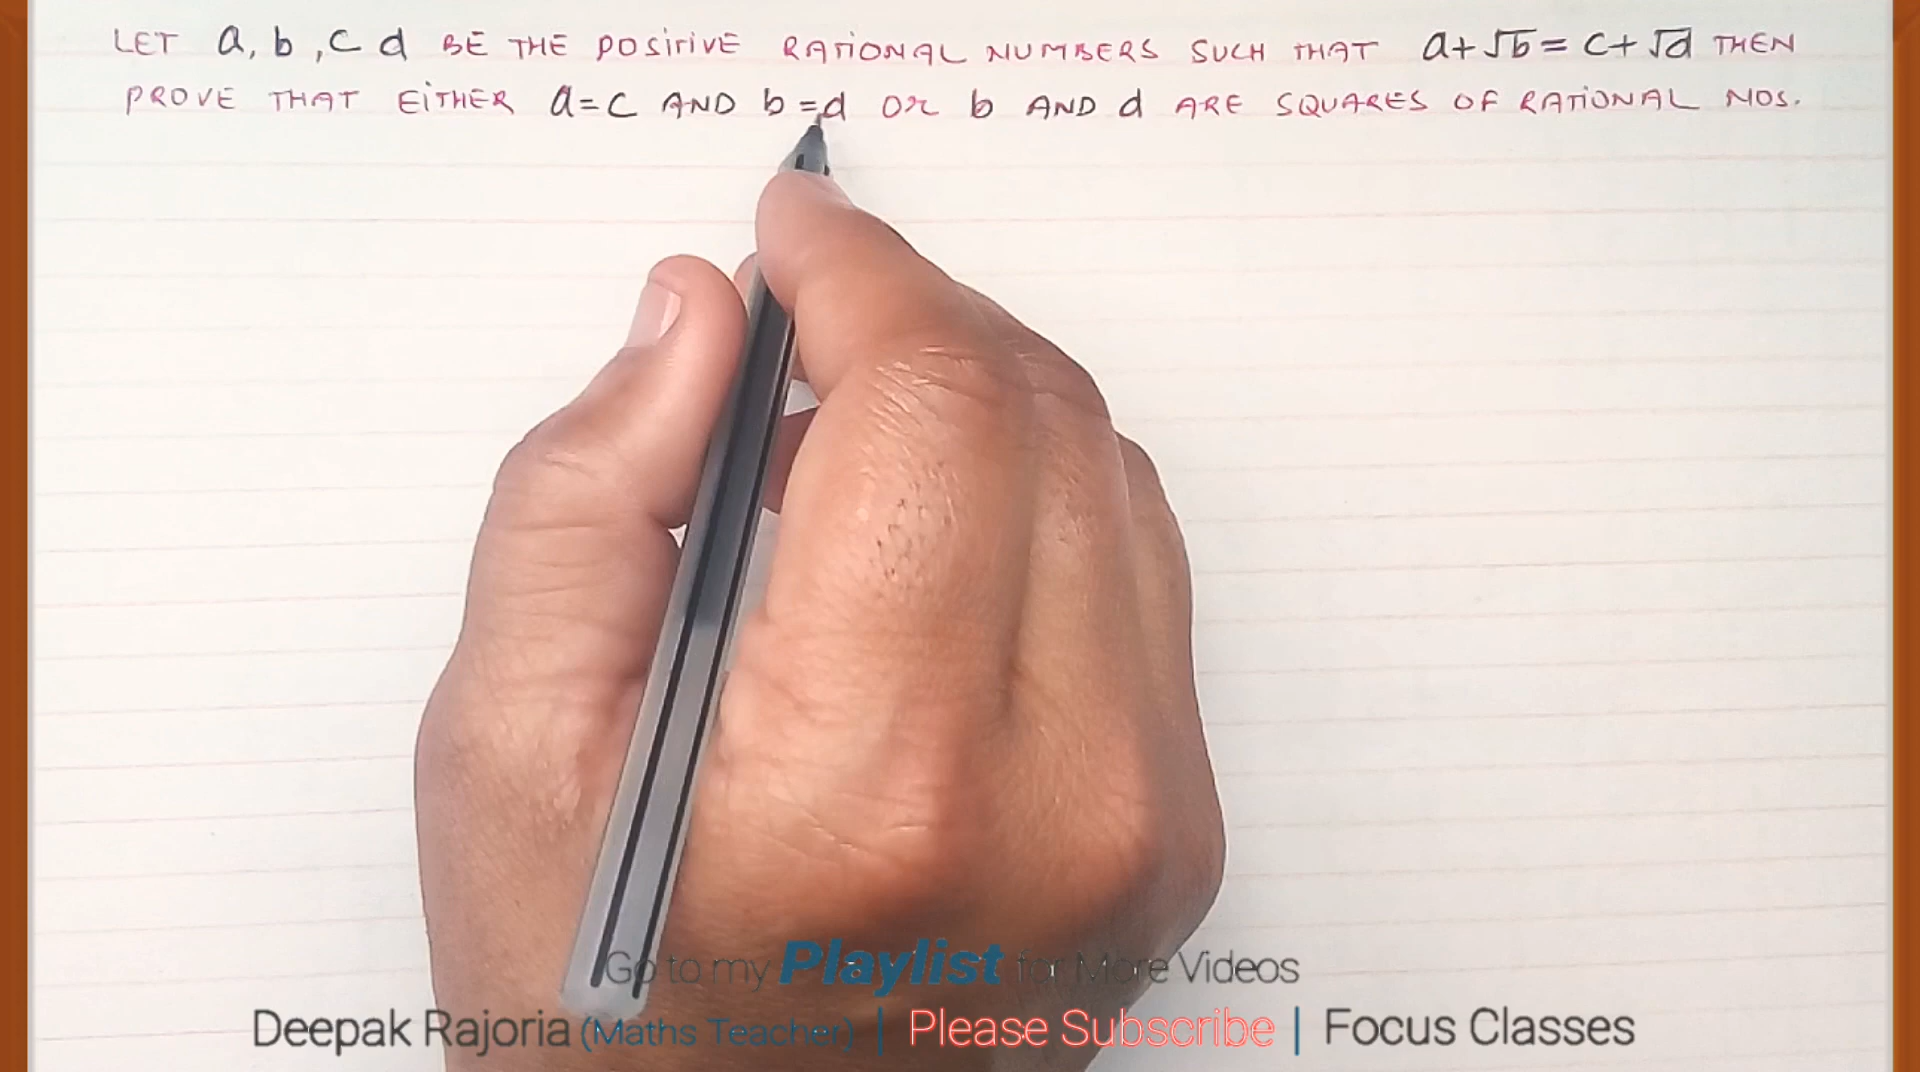 LET a, b, c d BE THE POSITIVE RATIONAL NUMBERS SUCH THAT a+√b = c+√d THEN
PROVE THAT EITHER a=c AND b=d OR b AND d ARE SQUARES OF RATIONAL NOS.
Go to my Playlist for More Videos
Deepak Rajoria (Maths Teacher) | Please Subscribe | Focus Classes